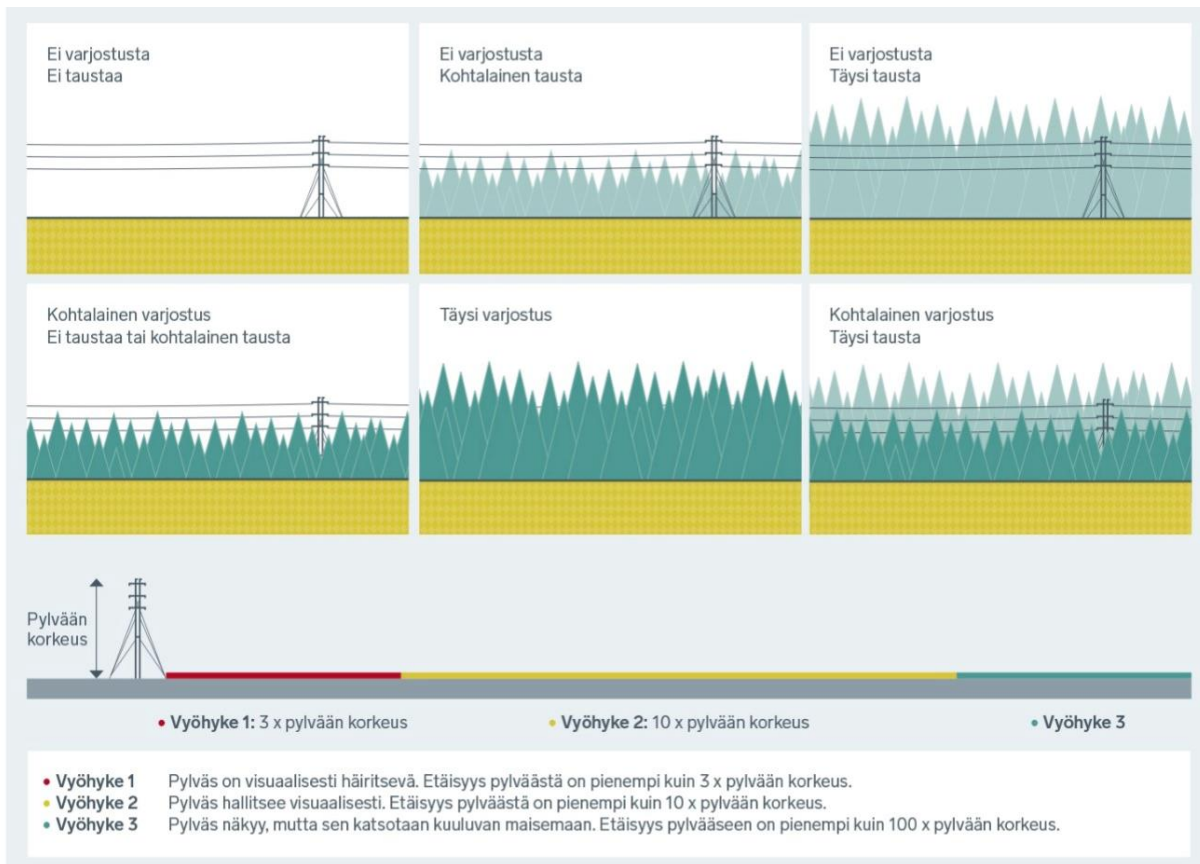 Ei varjostusta
Ei taustaa
Ei varjostusta
Kohtalainen tausta
Ei varjostusta
Täysi tausta
Kohtalainen varjostus
Ei taustaa tai kohtalainen tausta
Täysi varjostus
Kohtalainen varjostus
Täysi tausta
Pylvään
korkeus
• Vyöhyke 1: 3 x pylvään korkeus
• Vyöhyke 2: 10 x pylvään korkeus
• Vyöhyke 3
• Vyöhyke 1 Pylväs on visuaalisesti häiritsevä. Etäisyys pylväästä on pienempi kuin 3 x pylvään korkeus.
• Vyöhyke 2 Pylväs hallitsee visuaalisesti. Etäisyys pylväästä on pienempi kuin 10 x pylvään korkeus.
• Vyöhyke 3 Pylväs näkyy, mutta sen katsotaan kuuluvan maisemaan. Etäisyys pylvääseen on pienempi kuin 100 x pylvään korkeus.